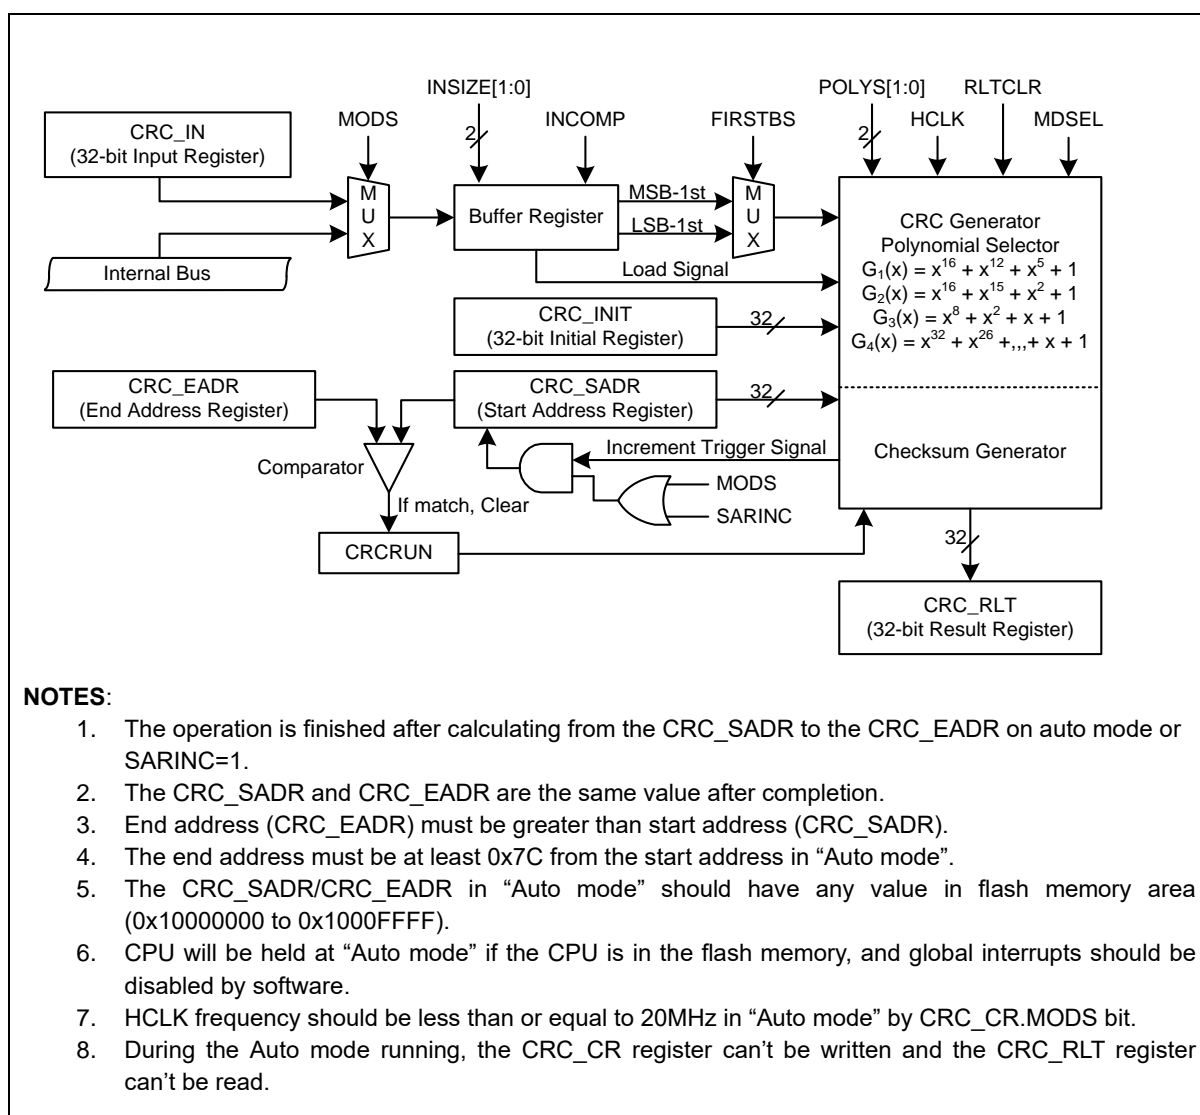 INSIZE[1:0]
POLYS[1:0]
RLTCLR
MODS
INCOMP
FIRSTBS
HCLK
MDSEL
CRC_IN
(32-bit Input Register)
2
2
M
U
X
Buffer Register
MSB-1st
LSB-1st
M
U
X
Internal Bus
Load Signal
CRC Generator
Polynomial Selector
G₁(x) = x¹⁶ + x¹² + x⁵ + 1
G₂(x) = x¹⁶ + x¹⁵ + x² + 1
G₃(x) = x⁸ + x² + x + 1
G₄(x) = x³² + x²⁶ +,,,+ x + 1
CRC_INIT
(32-bit Initial Register)
32
CRC_EADR
(End Address Register)
CRC_SADR
(Start Address Register)
32
Increment Trigger Signal
Checksum Generator
Comparator
MODS
SARINC
If match, Clear
CRCRUN
32
CRC_RLT
(32-bit Result Register)
NOTES:
1. The operation is finished after calculating from the CRC_SADR to the CRC_EADR on auto mode or
SARINC=1.
2. The CRC_SADR and CRC_EADR are the same value after completion.
3. End address (CRC_EADR) must be greater than start address (CRC_SADR).
4. The end address must be at least 0x7C from the start address in “Auto mode”.
5. The CRC_SADR/CRC_EADR in “Auto mode” should have any value in flash memory area
(0x10000000 to 0x1000FFFF).
6. CPU will be held at “Auto mode” if the CPU is in the flash memory, and global interrupts should be
disabled by software.
7. HCLK frequency should be less than or equal to 20MHz in “Auto mode” by CRC_CR.MODS bit.
8. During the Auto mode running, the CRC_CR register can’t be written and the CRC_RLT register
can’t be read.